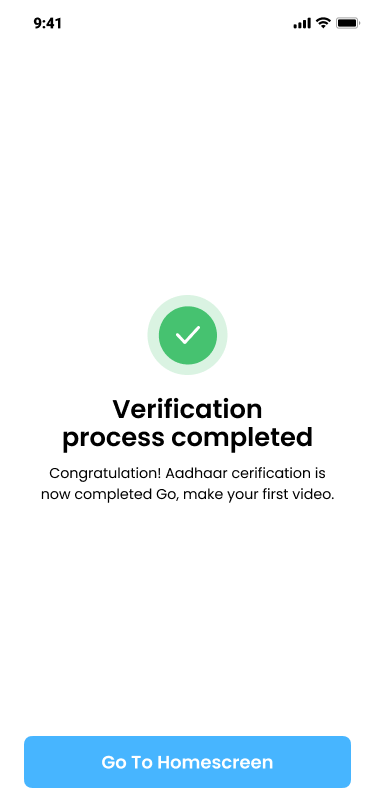 9:41
Verification
process completed
Congratulation! Aadhaar cerification is
now completed Go, make your first video.
Go To Homescreen